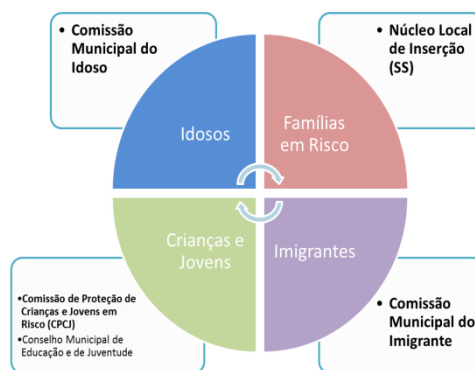 • Comissão
Municipal do
Idoso
• Núcleo Local
de Inserção
(SS)
Idosos
Famílias
em Risco
Crianças e
Jovens
Imigrantes
•Comissão de Proteção de
Crianças e Jovens em
Risco (CPCJ)
•Conselho Municipal de
Educação e de Juventude
• Comissão
Municipal do
Imigrante